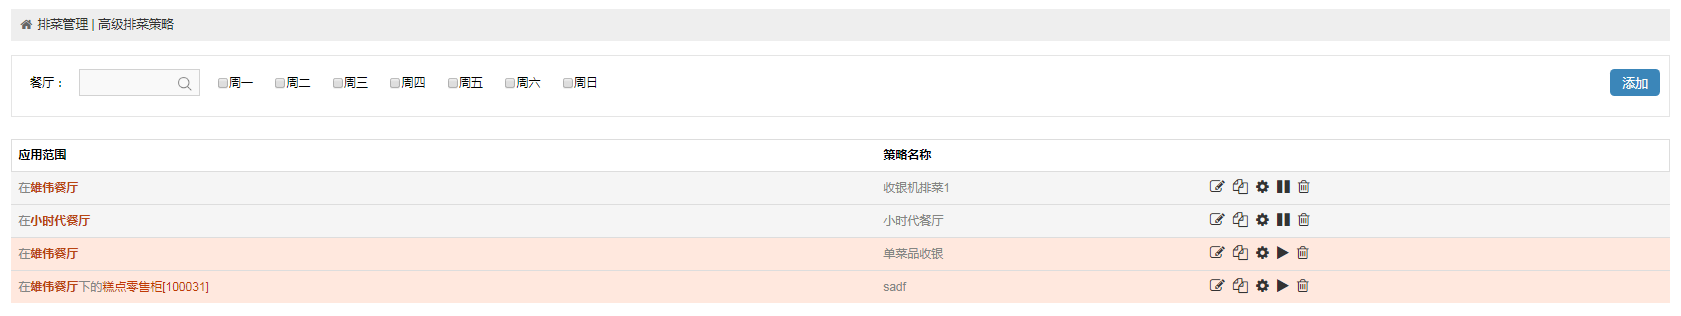 排菜管理 | 高级排菜策略
餐厅： 周一 周二 周三 周四 周五 周六 周日 添加
应用范围 策略名称
在雄伟餐厅 收银机排菜1
在小时代餐厅 小时代餐厅
在雄伟餐厅 单菜品收银
在雄伟餐厅下的糕点零售柜[100031] sadf